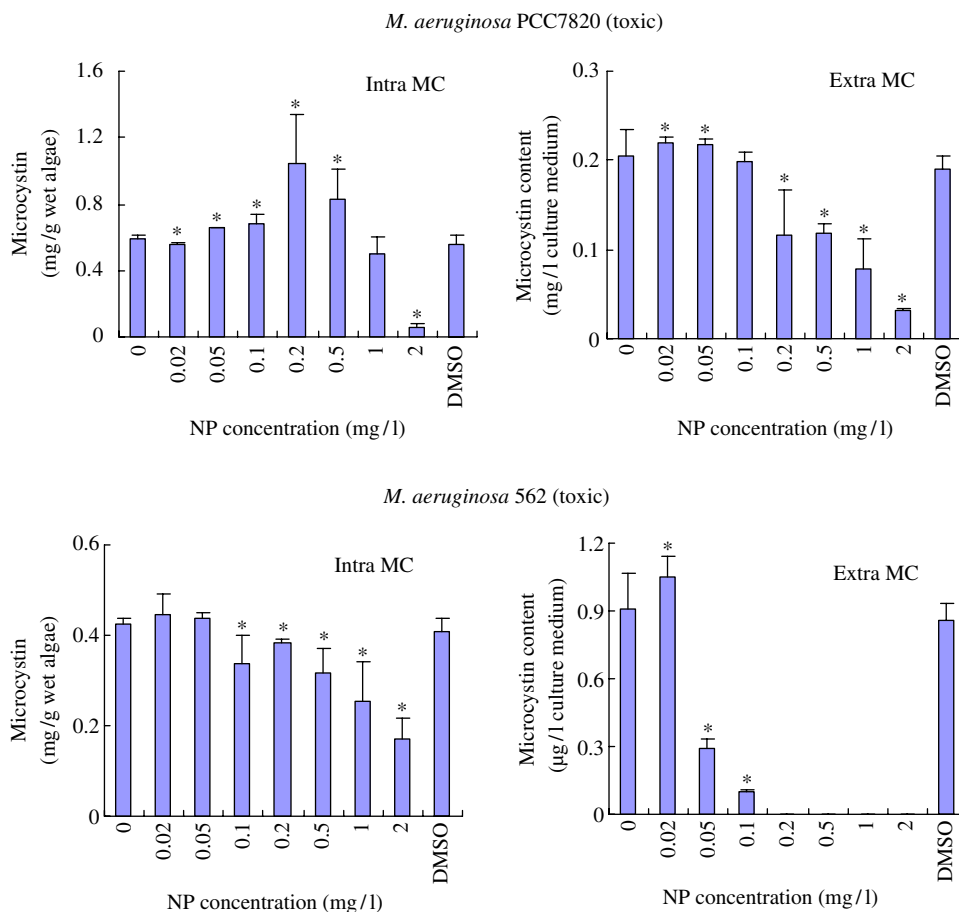 M. aeruginosa PCC7820 (toxic)
Intra MC
Microcystin
(mg/g wet algae)
1.6
1.2
0.8
0.4
0
* * * * * *
0 0.02 0.05 0.1 0.2 0.5 1 2 DMSO
NP concentration (mg/l)
Extra MC
Microcystin content
(mg/l culture medium)
0.3
0.2
0.1
0
* * * * * *
0 0.02 0.05 0.1 0.2 0.5 1 2 DMSO
NP concentration (mg/l)
M. aeruginosa 562 (toxic)
Intra MC
Microcystin
(mg/g wet algae)
0.6
0.4
0.2
0
* * * * *
0 0.02 0.05 0.1 0.2 0.5 1 2 DMSO
NP concentration (mg/l)
Extra MC
Microcystin content
(µg/l culture medium)
1.2
0.9
0.6
0.3
0
* * *
0 0.02 0.05 0.1 0.2 0.5 1 2 DMSO
NP concentration (mg/l)